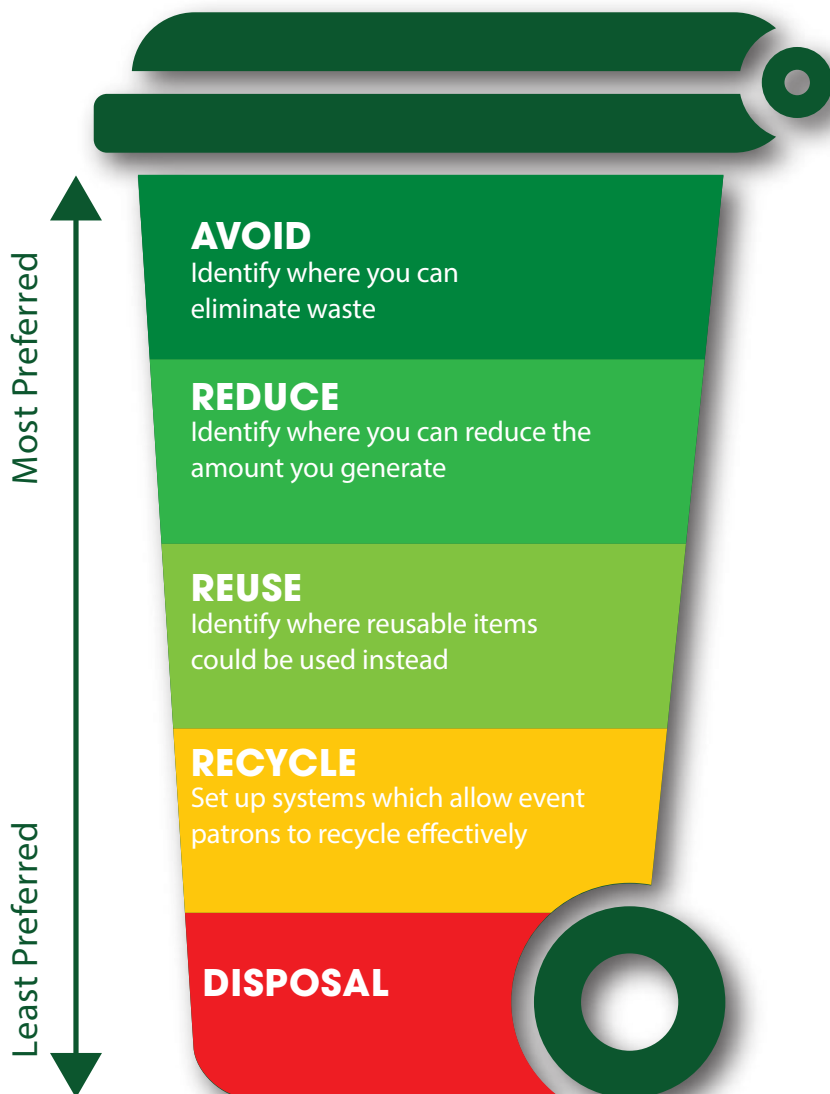 Most Preferred
AVOID
Identify where you can
eliminate waste
REDUCE
Identify where you can reduce the
amount you generate
REUSE
Identify where reusable items
could be used instead
RECYCLE
Set up systems which allow event
patrons to recycle effectively
Least Preferred
DISPOSAL